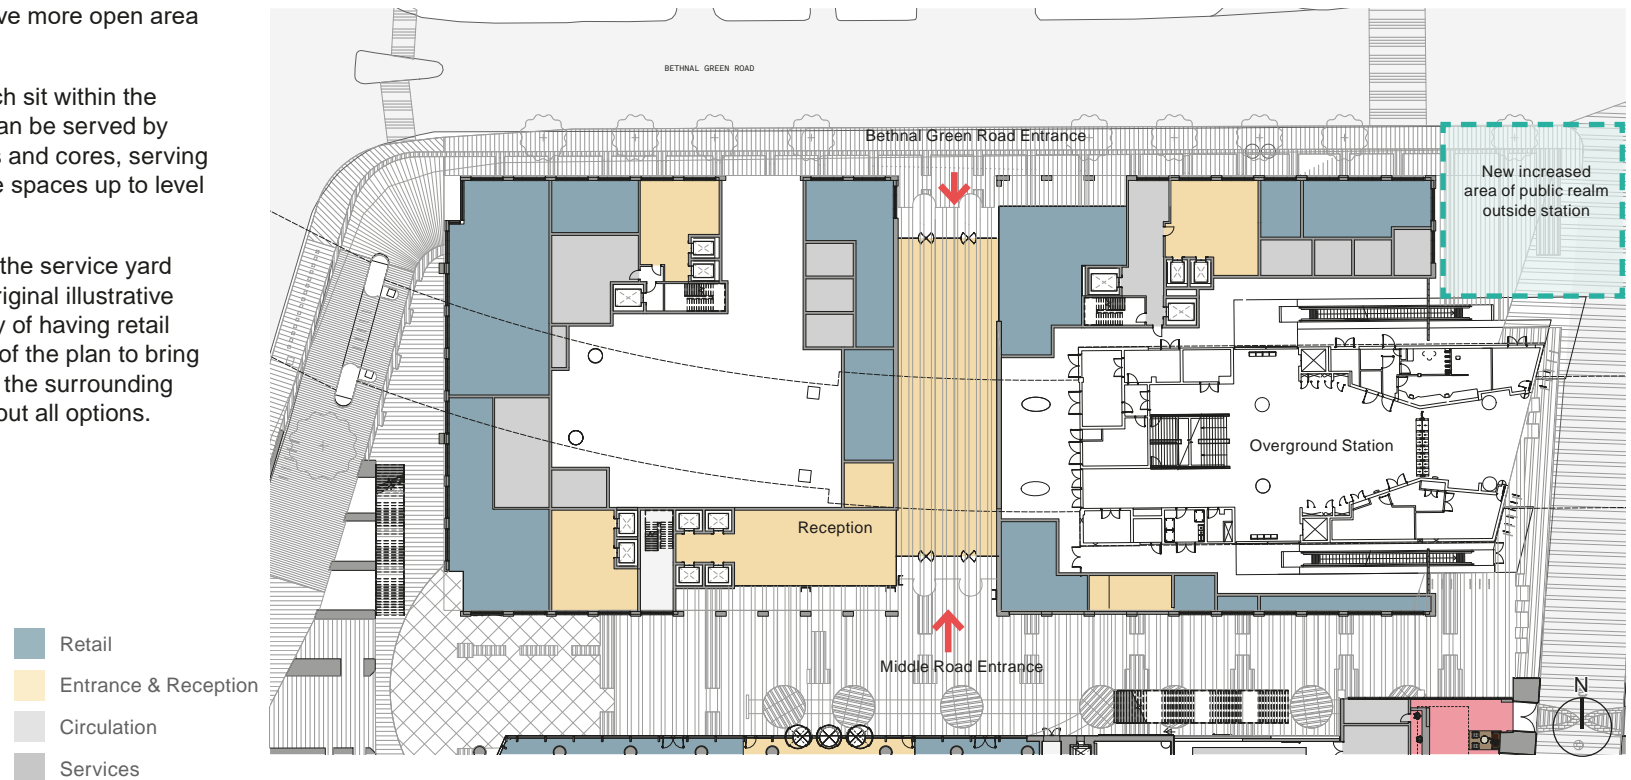 ve more open area
ch sit within the
an be served by
s and cores, serving
e spaces up to level
the service yard
riginal illustrative
y of having retail
of the plan to bring
the surrounding
out all options.
BETHNAL GREEN ROAD
Bethnal Green Road Entrance
New increased
area of public realm
outside station
Overground Station
Reception
Middle Road Entrance
N
Retail
Entrance & Reception
Circulation
Services